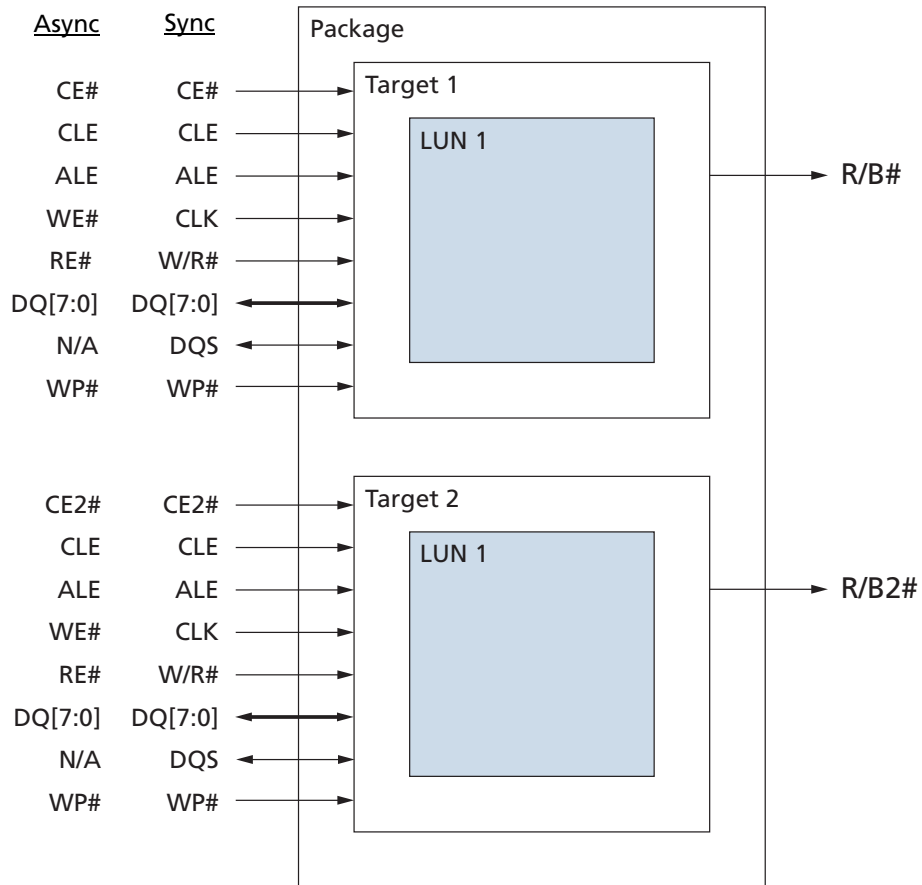 Async Sync
Package
Target 1
CE# CE#
CLE CLE
LUN 1
ALE ALE
R/B#
WE# CLK
RE# W/R#
DQ[7:0] DQ[7:0]
N/A DQS
WP# WP#
Target 2
CE2# CE2#
CLE CLE
LUN 1
ALE ALE
R/B2#
WE# CLK
RE# W/R#
DQ[7:0] DQ[7:0]
N/A DQS
WP# WP#